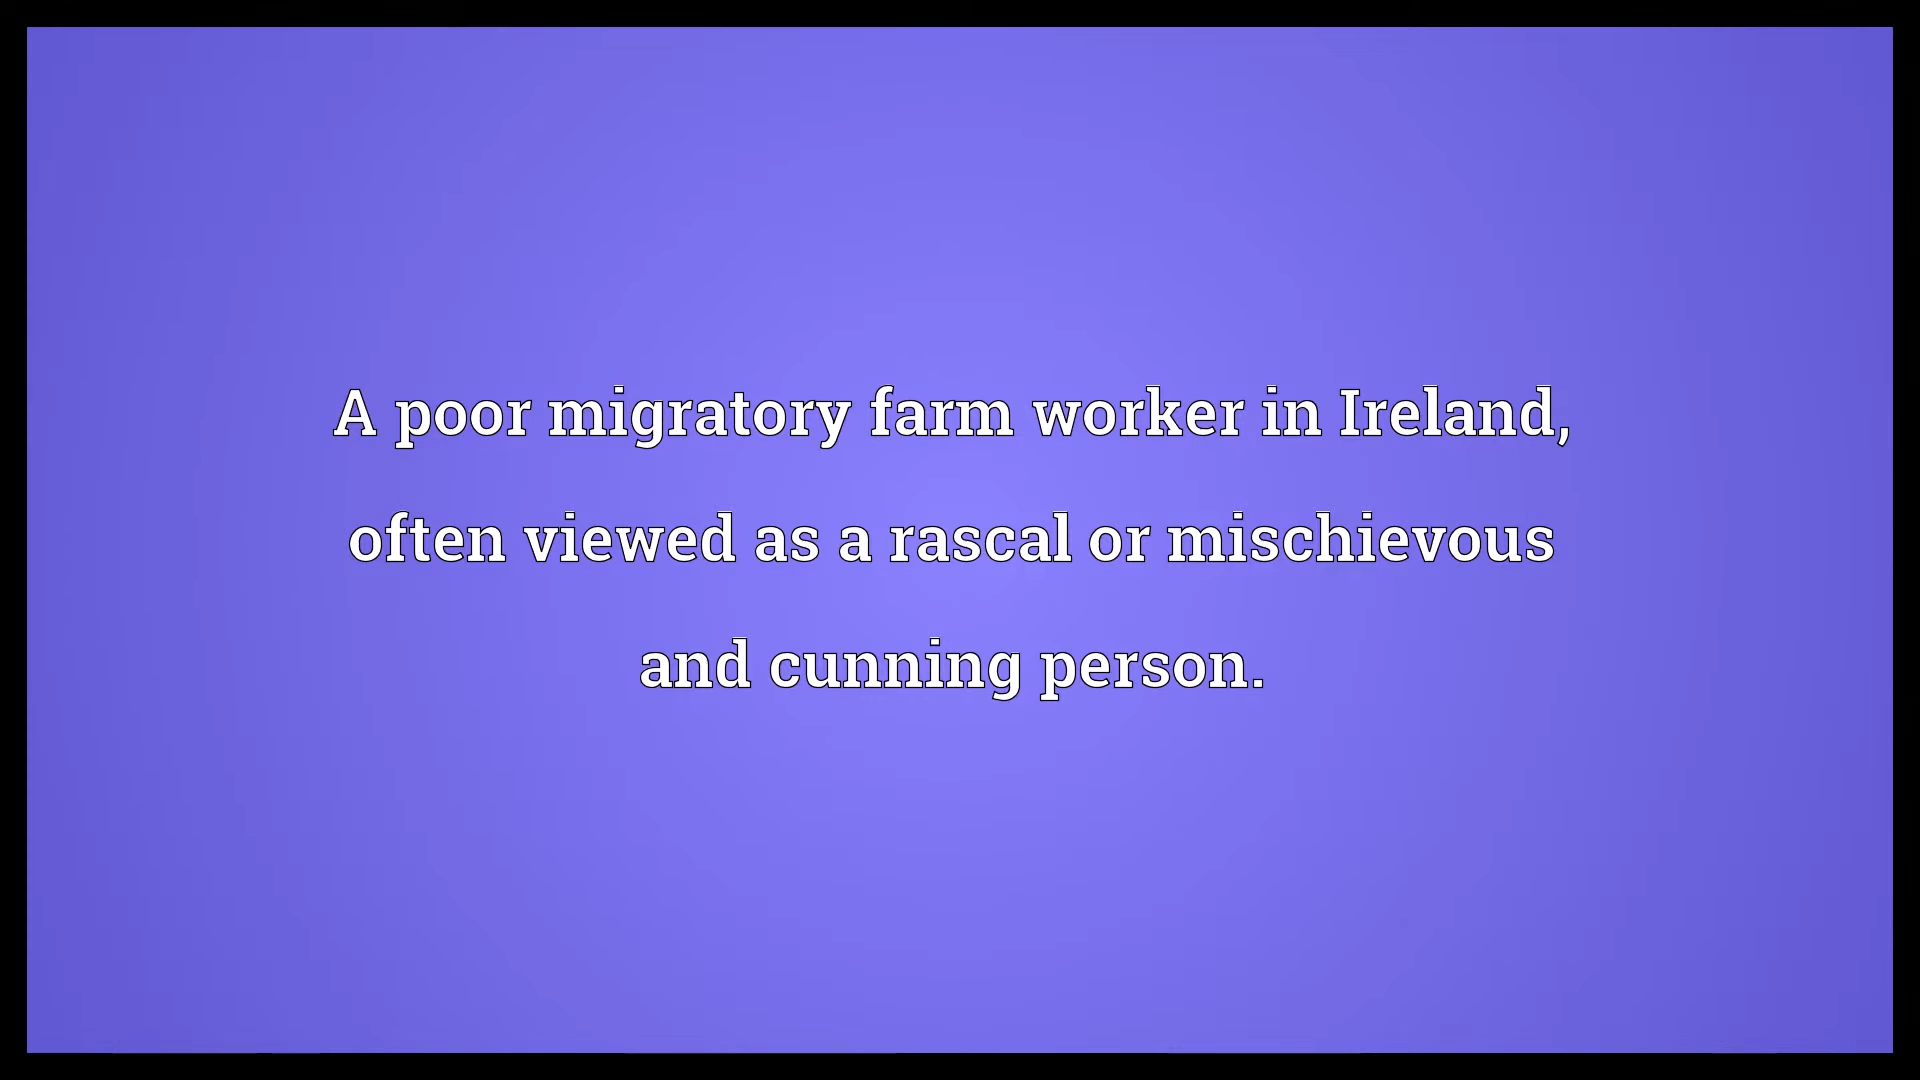 A poor migratory farm worker in Ireland,
often viewed as a rascal or mischievous
and cunning person.